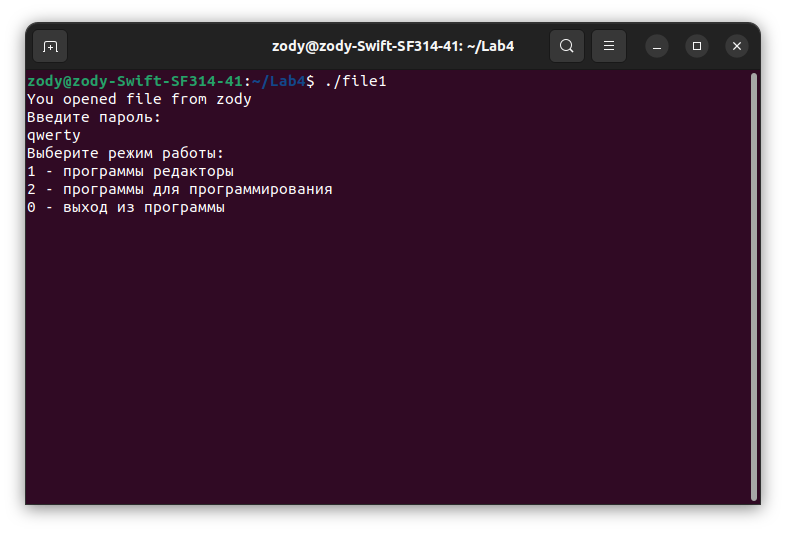 zody@zody-Swift-SF314-41: ~/Lab4
zody@zody-Swift-SF314-41:~/Lab4$ ./file1
You opened file from zody
Введите пароль:
qwerty
Выберите режим работы:
1 - программы редакторы
2 - программы для программирования
0 - выход из программы